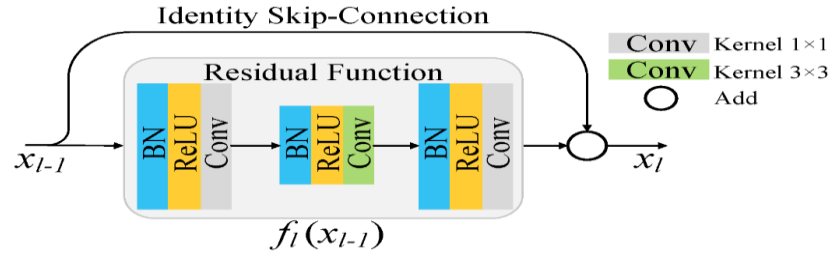 Identity Skip-Connection
Residual Function
BN ReLU Conv
BN ReLU Conv
BN ReLU Conv
x_{l-1}
x_l
f_l(x_{l-1})
Conv Kernel 1×1
Conv Kernel 3×3
Add